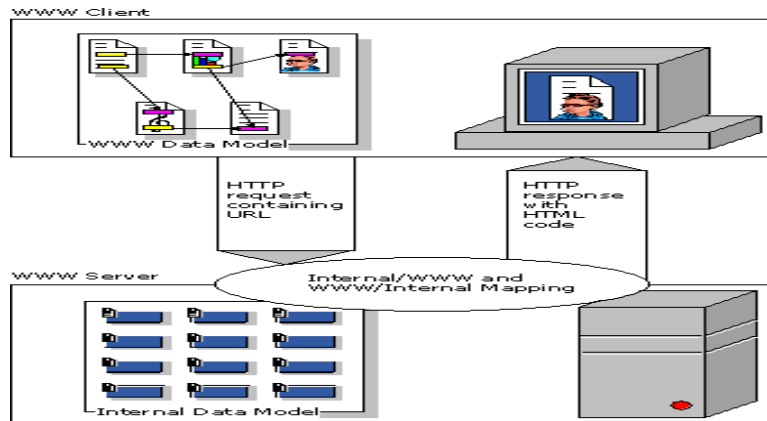 WWW Client
WWW Data Model
HTTP
request
containing
URL
HTTP
response
with
HTML
code
WWW Server
Internal/WWW and
WWW/Internal Mapping
Internal Data Model